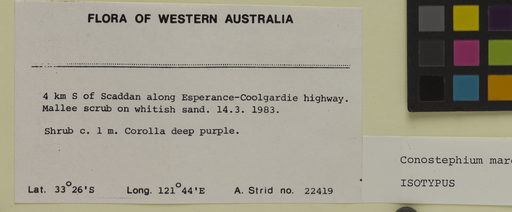 FLORA OF WESTERN AUSTRALIA
4 km S of Scaddan along Esperance-Coolgardie highway.
Mallee scrub on whitish sand. 14.3. 1983.
Shrub c. 1 m. Corolla deep purple.
Lat. 33°26'S Long. 121°44'E A. Strid no. 22419
Conostephium
ISOTYPUS